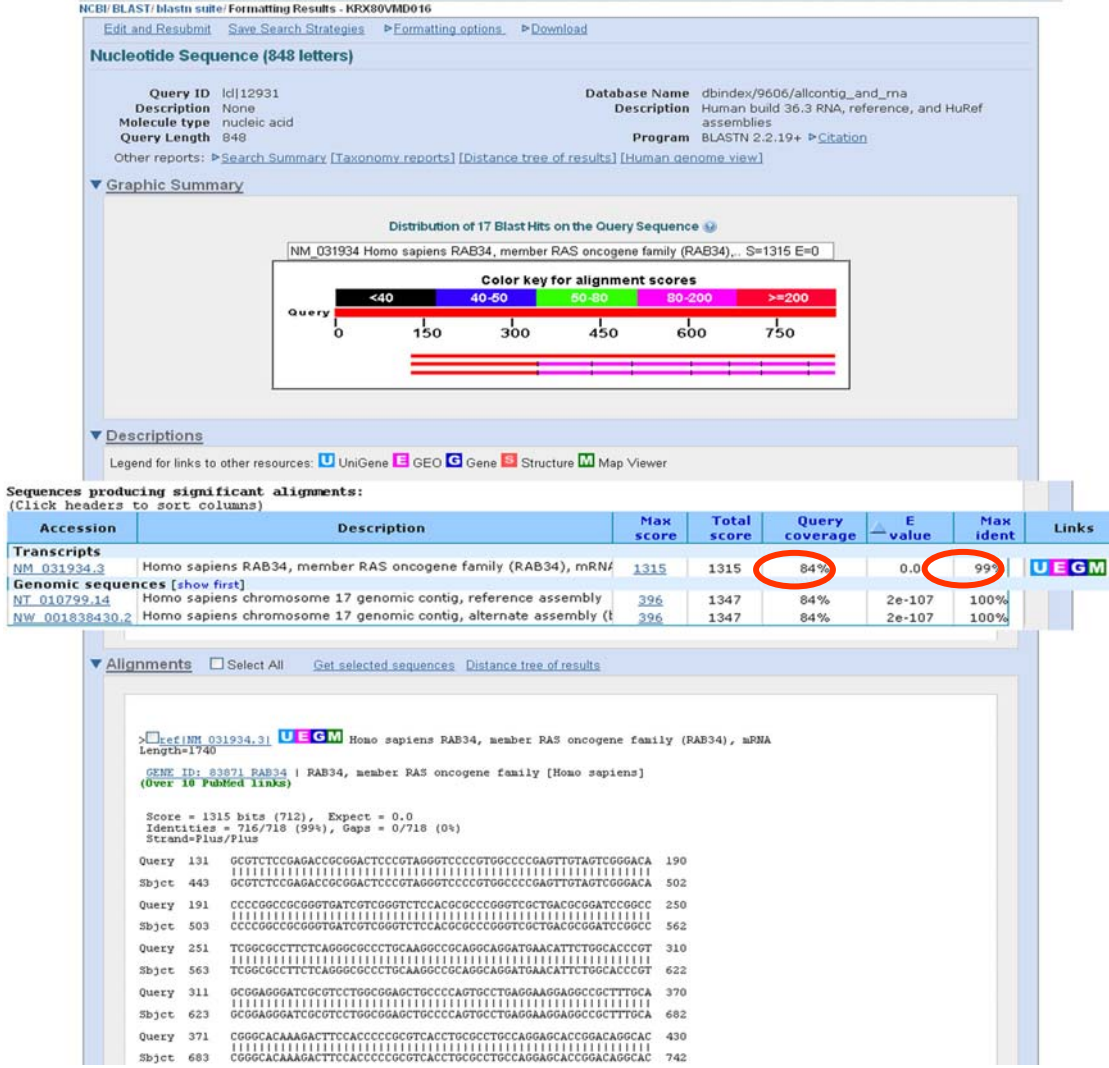 NCBI/ BLAST/ blastn suite/ Formatting Results - KRX80VMD016
Edit and Resubmit Save Search Strategies Formatting options Download
Nucleotide Sequence (848 letters)
Query ID lcl|12931
Description None
Molecule type nucleic acid
Query Length 848
Database Name dbindex/9606/allcontig_and_rna
Description Human build 36.3 RNA, reference, and HuRef
assemblies
Program BLASTN 2.2.19+ Citation
Other reports: Search Summary [Taxonomy reports] [Distance tree of results] [Human genome view]
Graphic Summary
Distribution of 17 Blast Hits on the Query Sequence
NM_031934 Homo sapiens RAB34, member RAS oncogene family (RAB34),.. S=1315 E=0
Color key for alignment scores
<40 40-50 50-80 80-200 >=200
Query
0 150 300 450 600 750
Descriptions
Legend for links to other resources: U UniGene E GEO G Gene S Structure M Map Viewer
Sequences producing significant alignments:
(Click headers to sort columns)
Accession Description Max score Total score Query coverage E value Max ident Links
Transcripts
NM_031934.3 Homo sapiens RAB34, member RAS oncogene family (RAB34), mRNA 1315 1315 84% 0.0 99% U E G M
Genomic sequences [show first]
NT_010799.14 Homo sapiens chromosome 17 genomic contig, reference assembly 396 1347 84% 2e-107 100%
NW_001838430.2 Homo sapiens chromosome 17 genomic contig, alternate assembly (t 396 1347 84% 2e-107 100%
Alignments Select All Get selected sequences Distance tree of results
>ref|NM_031934.3| U E G M Homo sapiens RAB34, member RAS oncogene family (RAB34), mRNA
Length=1740
GENE ID: 83871 RAB34 | RAB34, member RAS oncogene family [Homo sapiens]
(Over 10 PubMed links)
Score = 1315 bits (712), Expect = 0.0
Identities = 716/718 (99%), Gaps = 0/718 (0%)
Strand=Plus/Plus
Query 131 GCGTCTCCGAGACCGCGGACTCCCGTAGGGTCCCCGTGGCCCCGAGTTGTAGTCGGGACA 190
Sbjct 443 GCGTCTCCGAGACCGCGGACTCCCGTAGGGTCCCCGTGGCCCCGAGTTGTAGTCGGGACA 502
Query 191 CCCCGGCCGCGGGTGATCGTCGGGTCTCCACGCGCCCGGGTCGCTGACGCGGATCCGGCC 250
Sbjct 503 CCCCGGCCGCGGGTGATCGTCGGGTCTCCACGCGCCCGGGTCGCTGACGCGGATCCGGCC 562
Query 251 TCGGCGCCTTCTCAGGGCGCCCTGCAAGGCCGCAGGCAGGATGAACATTCTGGCACCCGT 310
Sbjct 563 TCGGCGCCTTCTCAGGGCGCCCTGCAAGGCCGCAGGCAGGATGAACATTCTGGCACCCGT 622
Query 311 GCGGAGGGATCGCGTCCTGGCGGAGCTGCCCCAGTGCCTGAGGAAGGAGGCCGCTTTGCA 370
Sbjct 623 GCGGAGGGATCGCGTCCTGGCGGAGCTGCCCCAGTGCCTGAGGAAGGAGGCCGCTTTGCA 682
Query 371 CGGGCACAAAGACTTCCACCCCCGCGTCACCTGCGCCTGCCAGGAGCACCGGACAGGCAC 430
Sbjct 683 CGGGCACAAAGACTTCCACCCCCGCGTCACCTGCGCCTGCCAGGAGCACCGGACAGGCAC 742